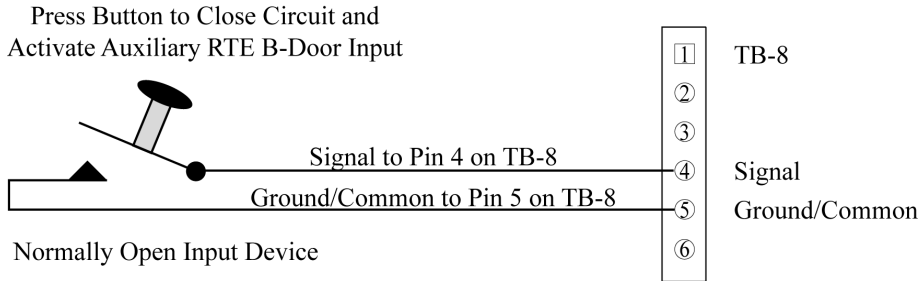 Press Button to Close Circuit and
Activate Auxiliary RTE B-Door Input
1 TB-8
2
3
Signal to Pin 4 on TB-8 4 Signal
Ground/Common to Pin 5 on TB-8 5 Ground/Common
Normally Open Input Device 6